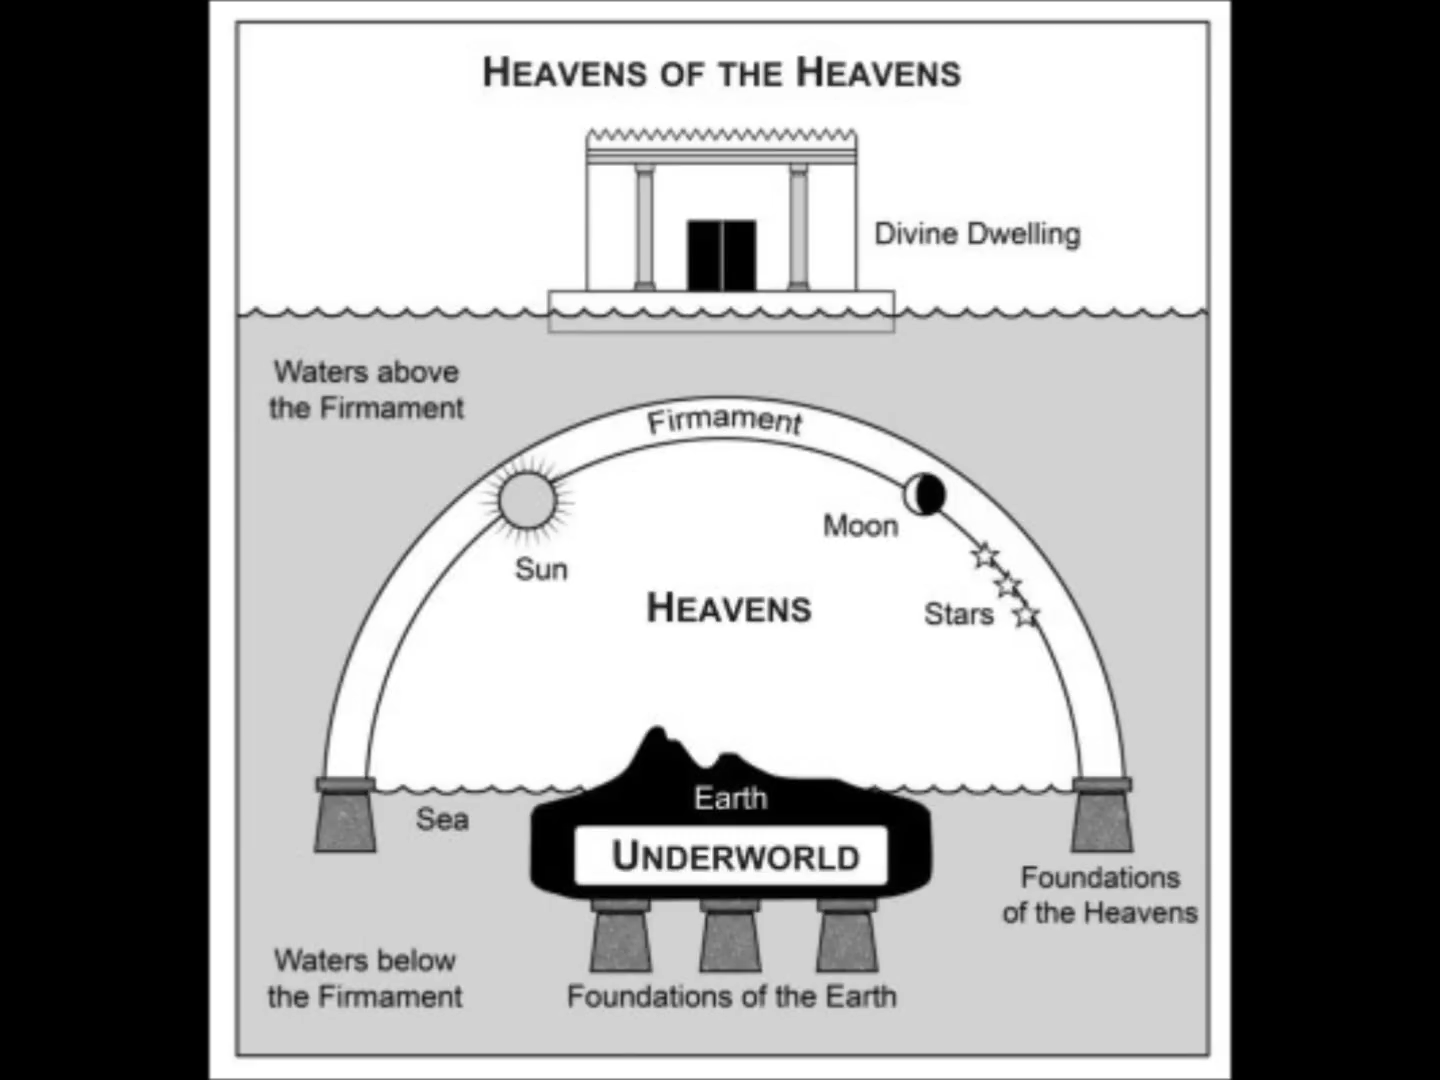 HEAVENS OF THE HEAVENS
Divine Dwelling
Waters above
the Firmament
Firmament
Moon
Sun
HEAVENS
Stars
Earth
Sea
UNDERWORLD
Foundations
of the Heavens
Waters below
the Firmament
Foundations of the Earth